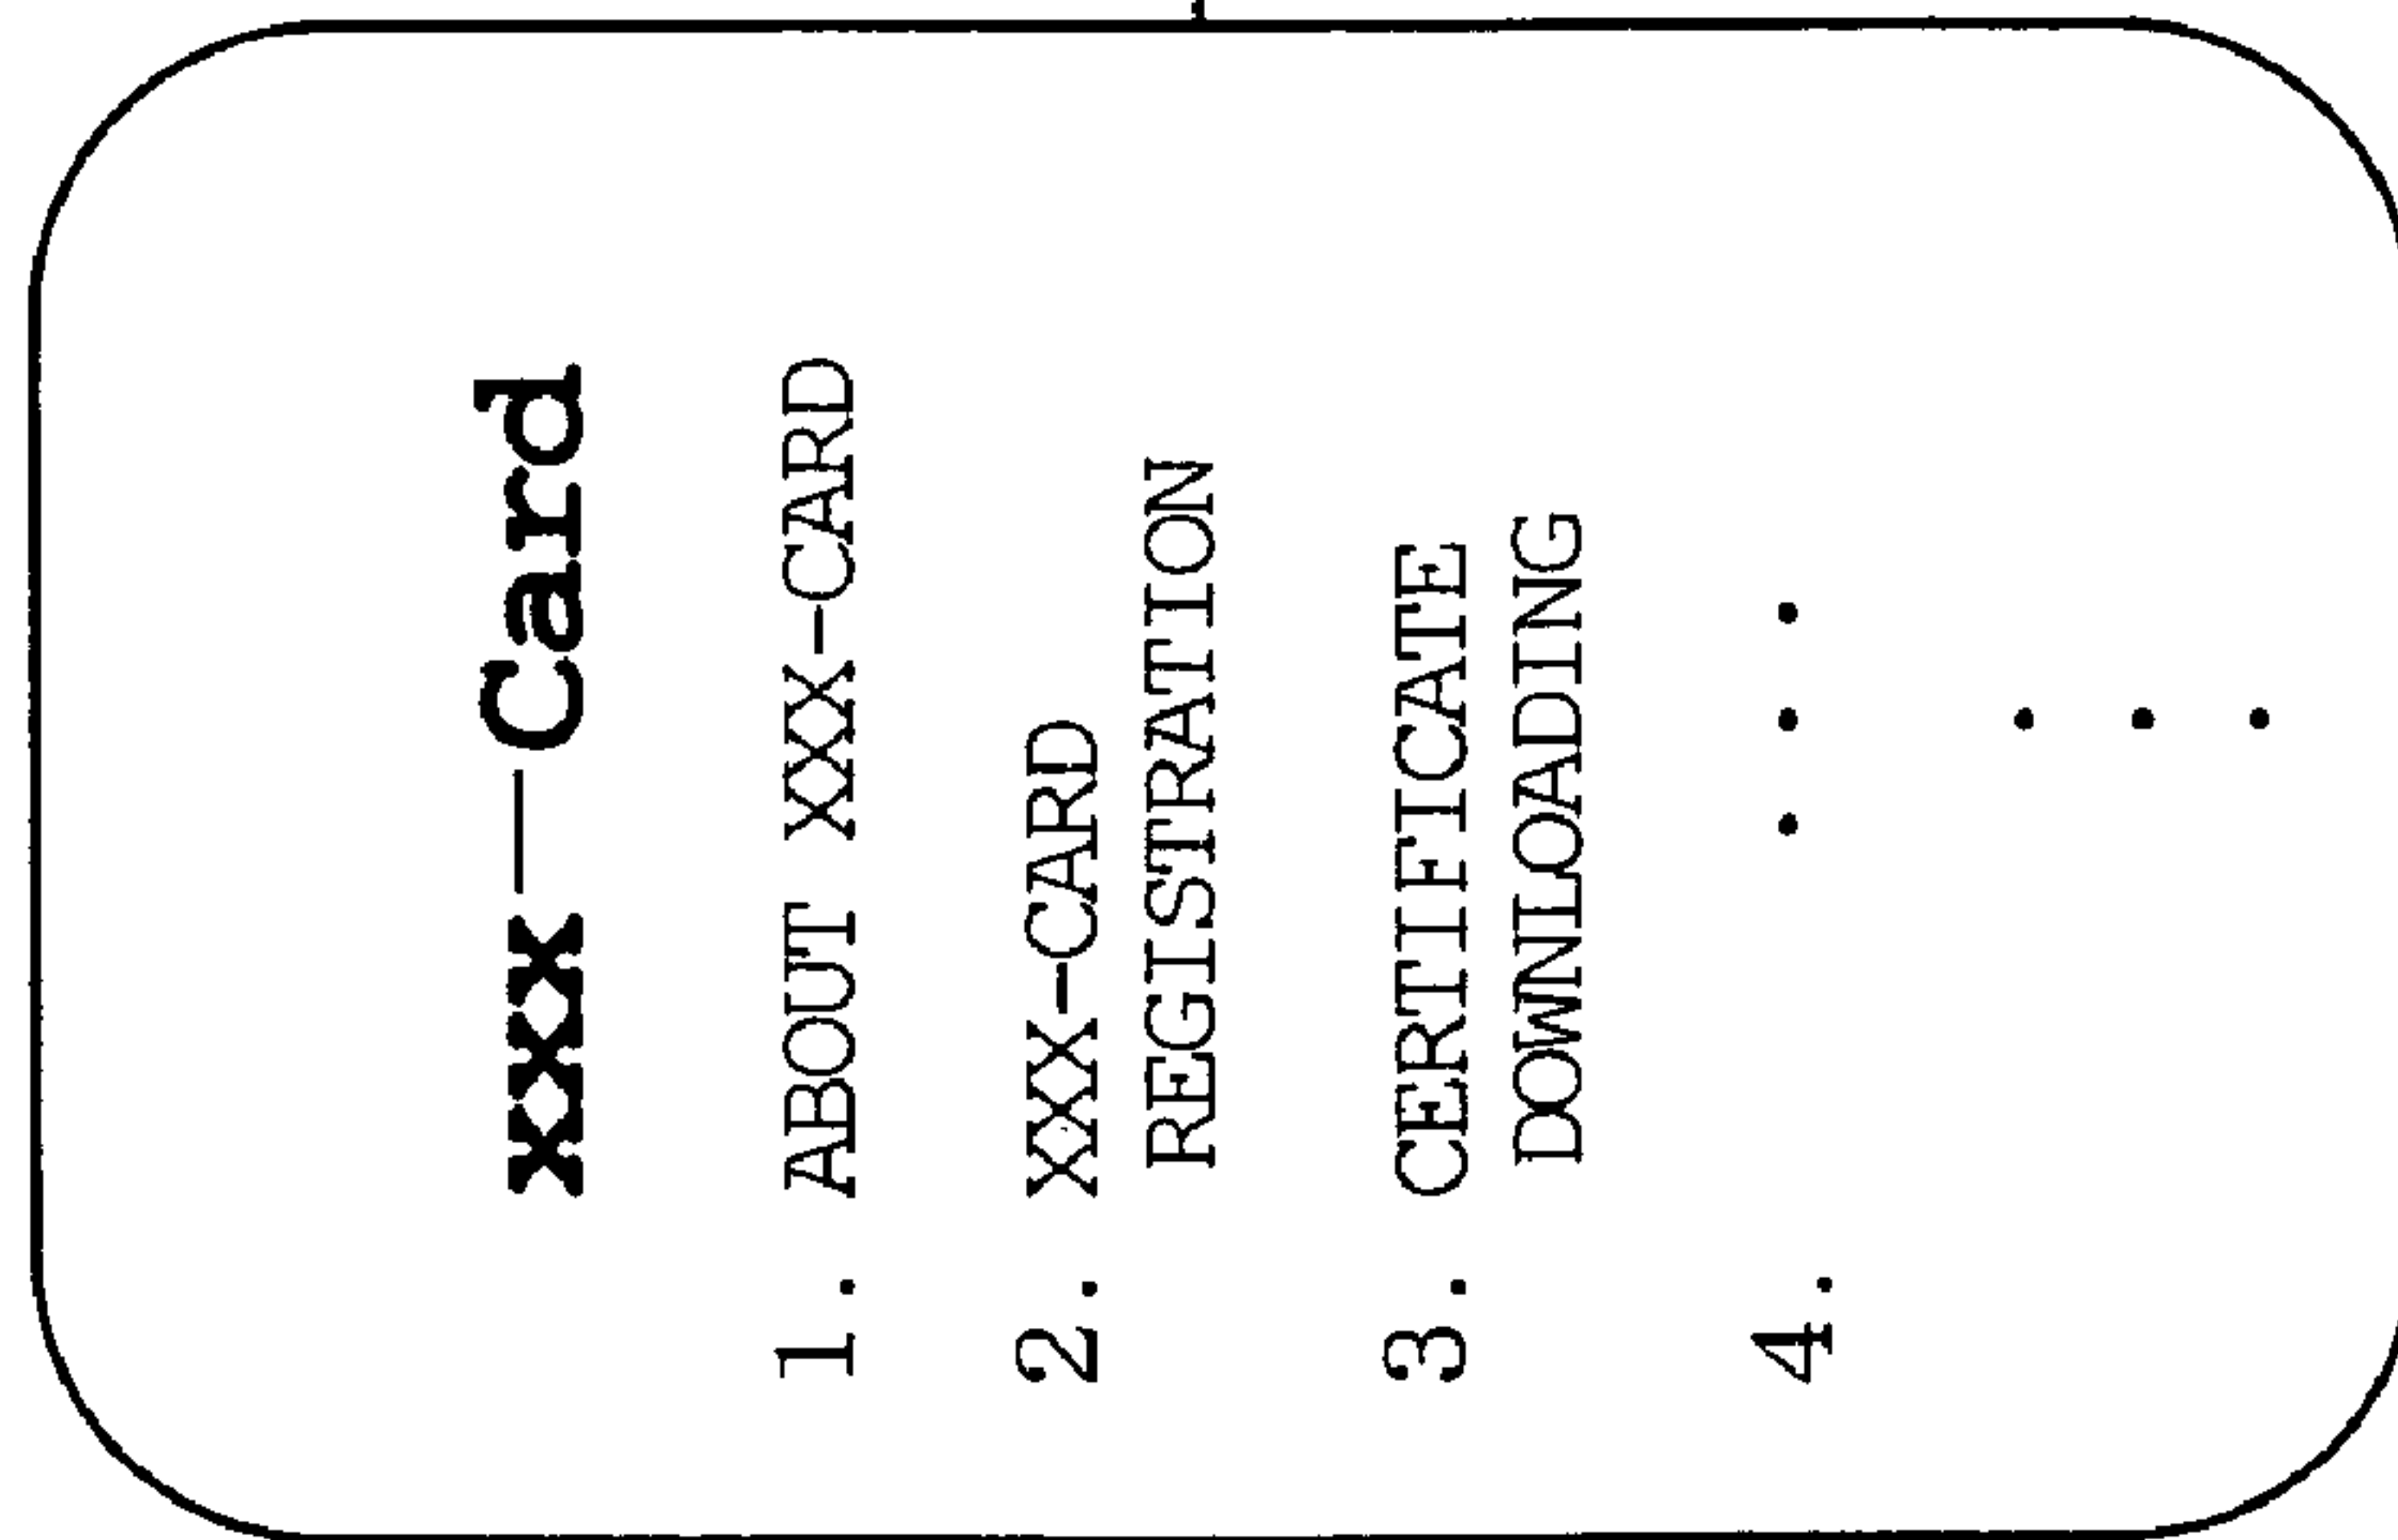 xxx—Card
1. ABOUT XXX-CARD
2. XXX-CARD
REGISTRATION
3. CERTIFICATE
DOWNLOADING
4. . . .
.
.
.